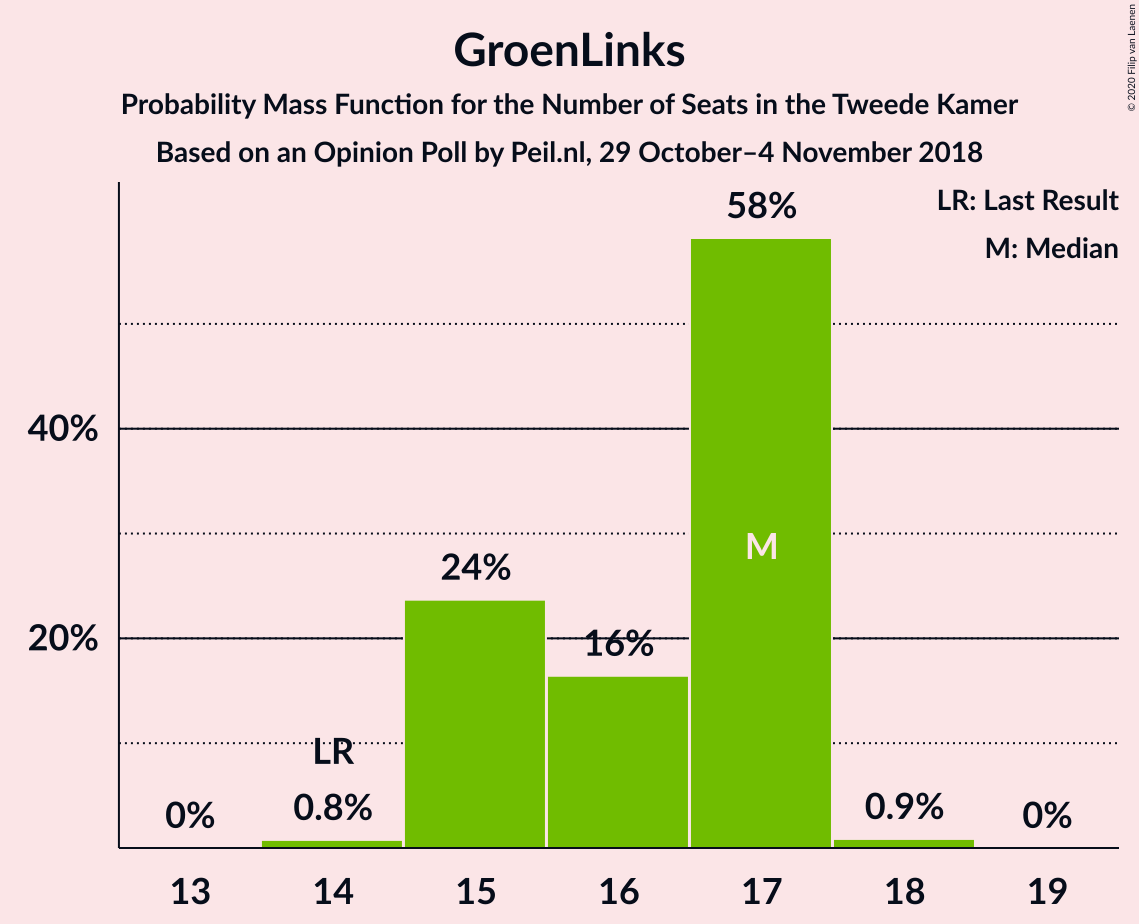 GroenLinks
Probability Mass Function for the Number of Seats in the Tweede Kamer
Based on an Opinion Poll by Peil.nl, 29 October–4 November 2018
© 2020 Filip van Laenen
LR: Last Result
M: Median
58%
40%
M
24%
20%
16%
LR
0%
0.8%
0.9%
0%
13
14
15
16
17
18
19